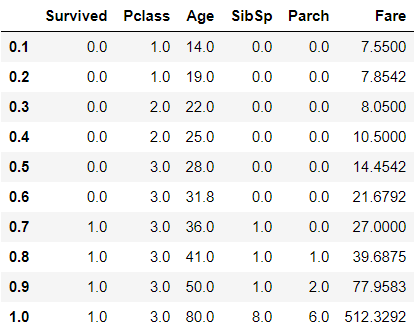 Survived Pclass Age SibSp Parch Fare
0.1 0.0 1.0 14.0 0.0 0.0 7.5500
0.2 0.0 1.0 19.0 0.0 0.0 7.8542
0.3 0.0 2.0 22.0 0.0 0.0 8.0500
0.4 0.0 2.0 25.0 0.0 0.0 10.5000
0.5 0.0 3.0 28.0 0.0 0.0 14.4542
0.6 0.0 3.0 31.8 0.0 0.0 21.6792
0.7 1.0 3.0 36.0 1.0 0.0 27.0000
0.8 1.0 3.0 41.0 1.0 1.0 39.6875
0.9 1.0 3.0 50.0 1.0 2.0 77.9583
1.0 1.0 3.0 80.0 8.0 6.0 512.3292